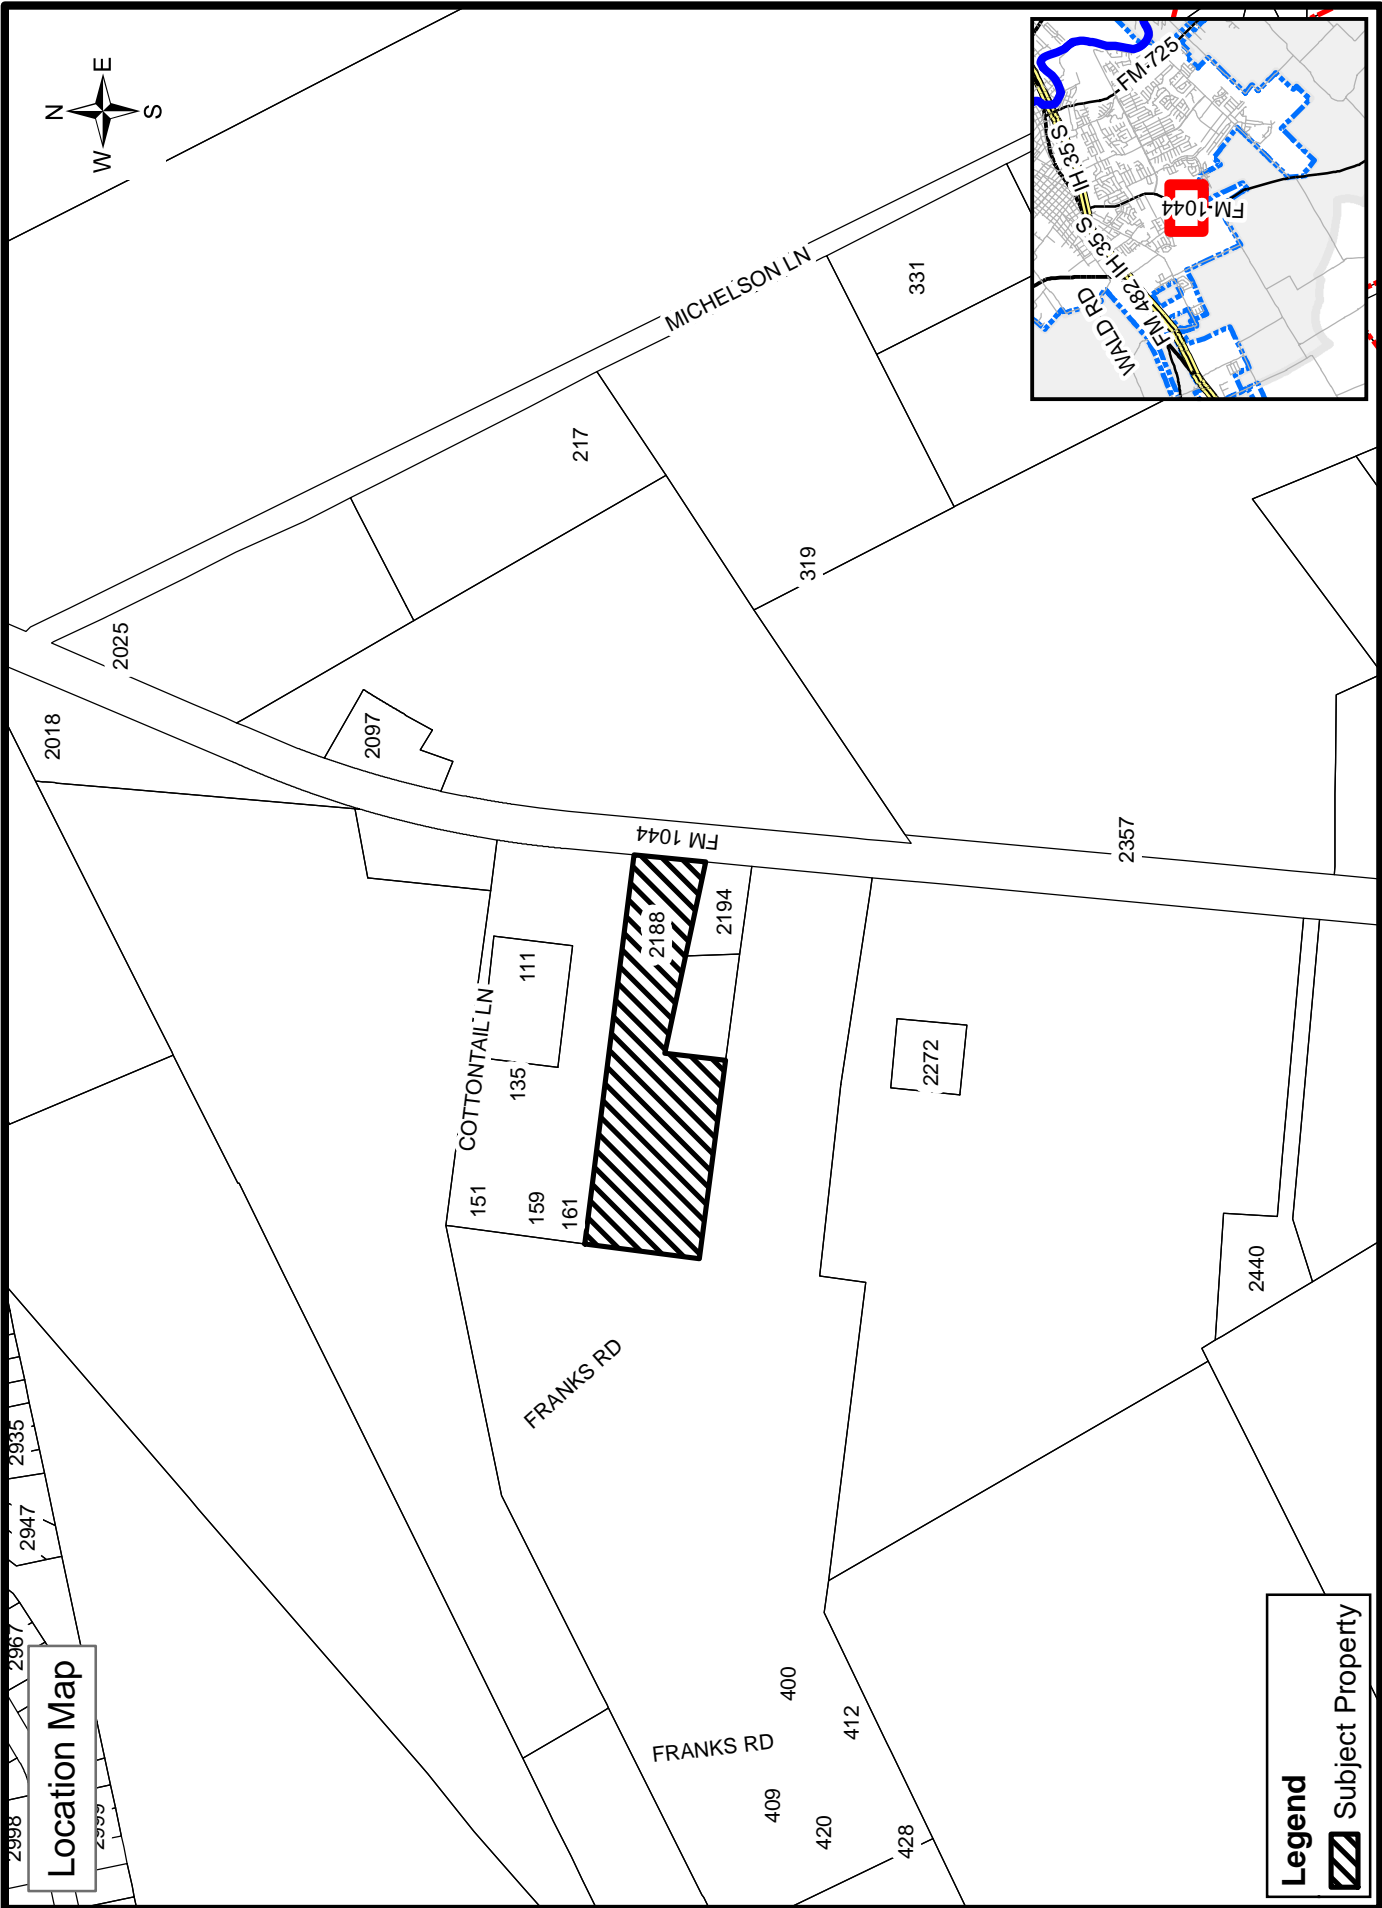 Location Map
N
W
E
S
2998
2999
2967
2947
2935
2018
2025
2097
MICHELSON LN
217
331
319
FM 1044
COTTONTAIL LN
111
135
151
159
161
2188
2194
2357
2272
2440
FRANKS RD
FRANKS RD
400
412
409
420
428
Legend
Subject Property
FM 725
IH 35 S
IH 35 S
FM 482
WALD RD
FM 1044